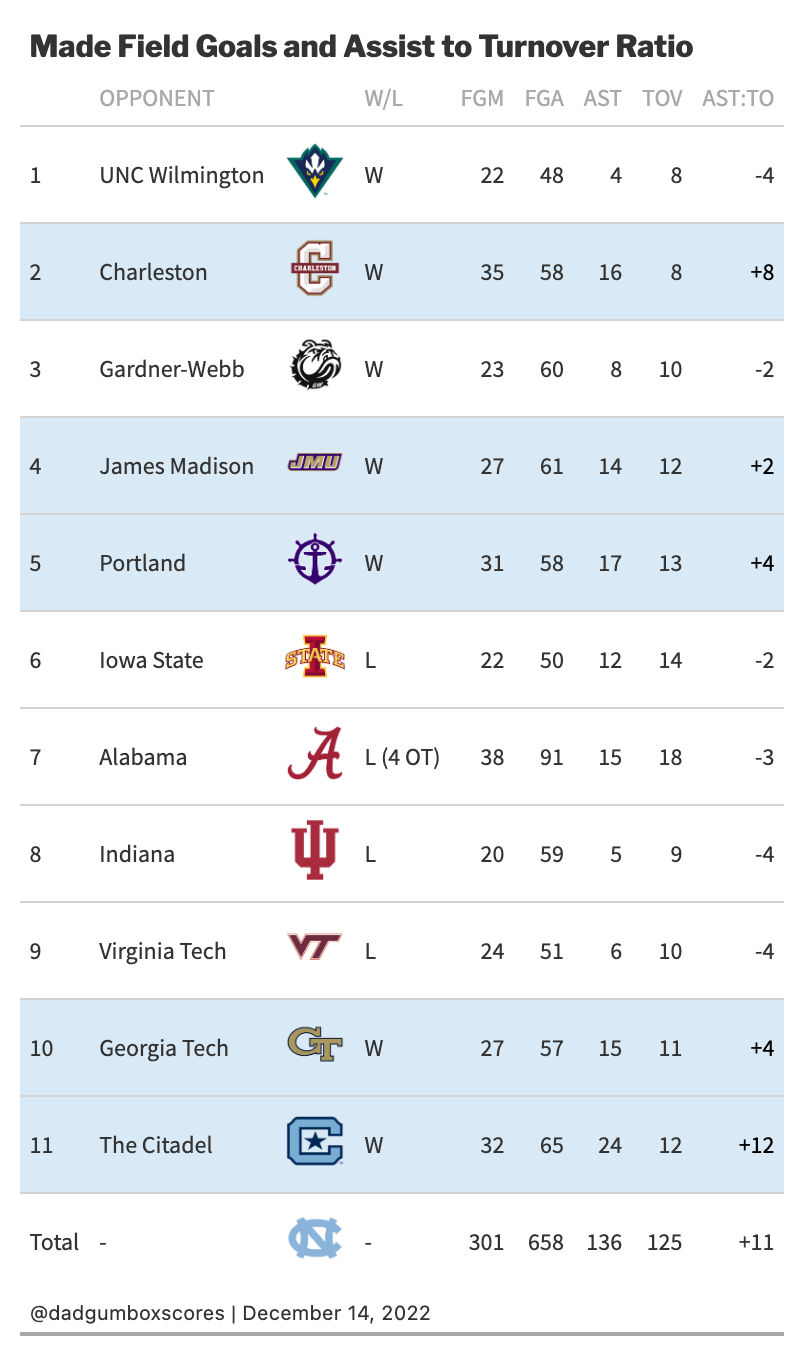 Made Field Goals and Assist to Turnover Ratio
OPPONENT W/L FGM FGA AST TOV AST:TO
1 UNC Wilmington W 22 48 4 8 -4
2 Charleston CHARLESTON W 35 58 16 8 +8
3 Gardner-Webb W 23 60 8 10 -2
4 James Madison JMU W 27 61 14 12 +2
5 Portland W 31 58 17 13 +4
6 Iowa State STATE L 22 50 12 14 -2
7 Alabama A L (4 OT) 38 91 15 18 -3
8 Indiana L 20 59 5 9 -4
9 Virginia Tech VT L 24 51 6 10 -4
10 Georgia Tech GT W 27 57 15 11 +4
11 The Citadel C W 32 65 24 12 +12
Total - NC - 301 658 136 125 +11
@dadgumboxscores | December 14, 2022